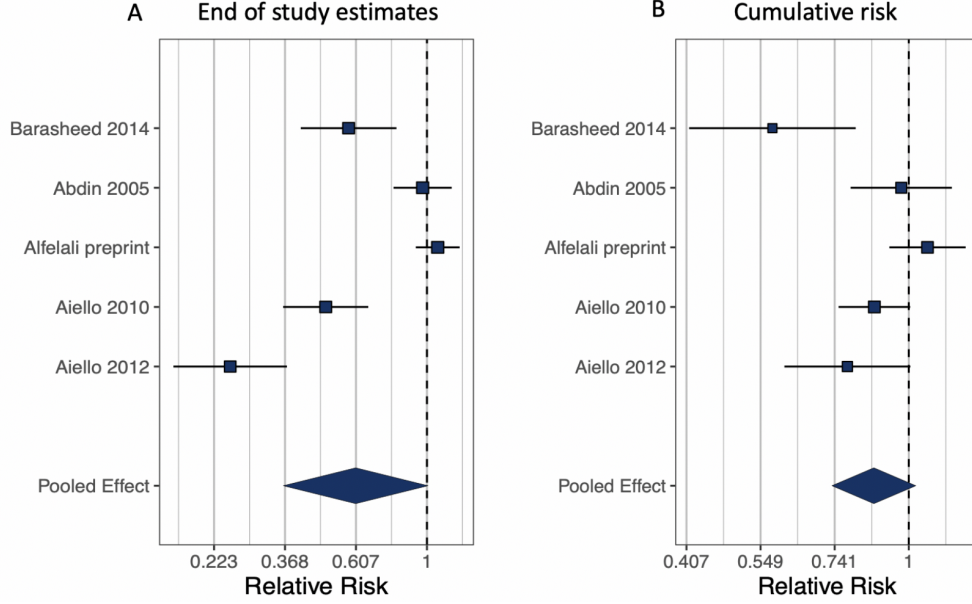 A End of study estimates
Barasheed 2014
Abdin 2005
Alfelali preprint
Aiello 2010
Aiello 2012
Pooled Effect
0.223 0.368 0.607 1
Relative Risk
B Cumulative risk
Barasheed 2014
Abdin 2005
Alfelali preprint
Aiello 2010
Aiello 2012
Pooled Effect
0.407 0.549 0.741 1
Relative Risk